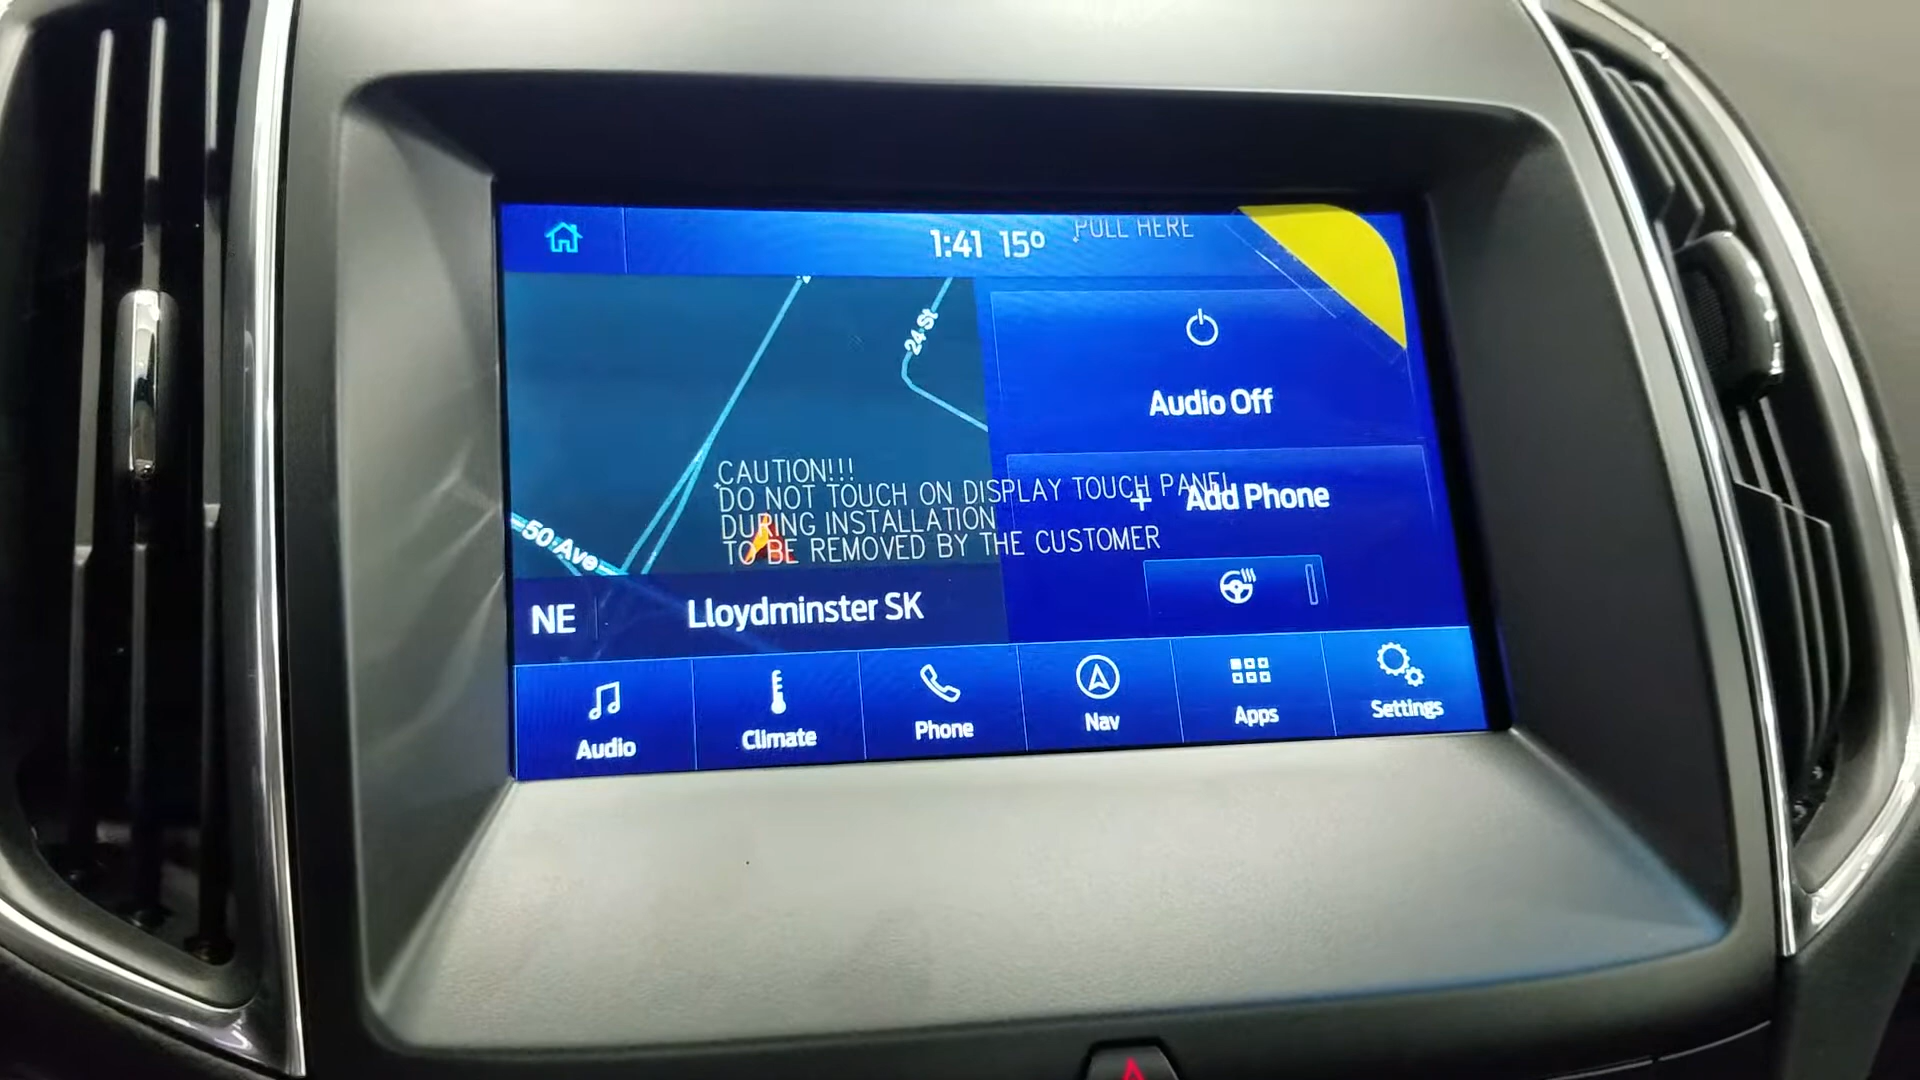 1:41 15°
PULL HERE
24 St
Audio Off
CAUTION!!!
DO NOT TOUCH ON DISPLAY TOUCH PANEL
DURING INSTALLATION
TO BE REMOVED BY THE CUSTOMER
+ Add Phone
50 Ave
NE
Lloydminster SK
Audio
Climate
Phone
Nav
Apps
Settings